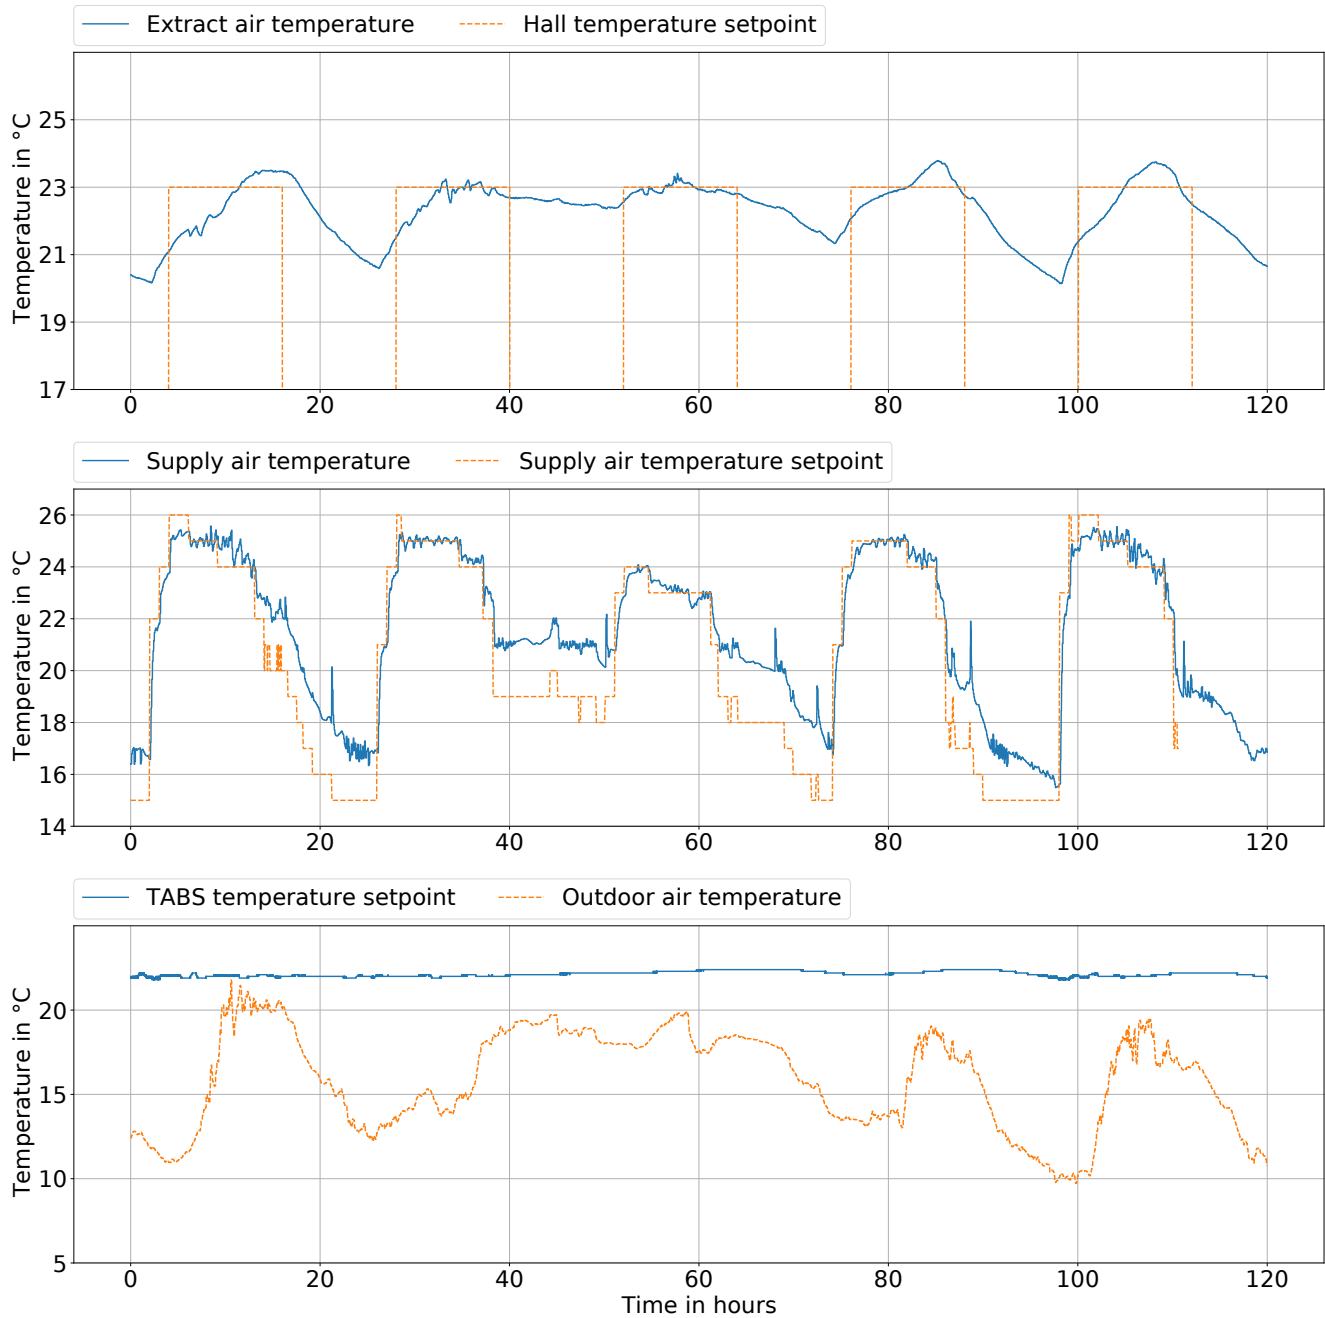 Extract air temperature Hall temperature setpoint
Temperature in °C
25
23
21
19
17
0 20 40 60 80 100 120
Supply air temperature Supply air temperature setpoint
Temperature in °C
26
24
22
20
18
16
14
0 20 40 60 80 100 120
TABS temperature setpoint Outdoor air temperature
Temperature in °C
20
15
10
5
0 20 40 60 80 100 120
Time in hours